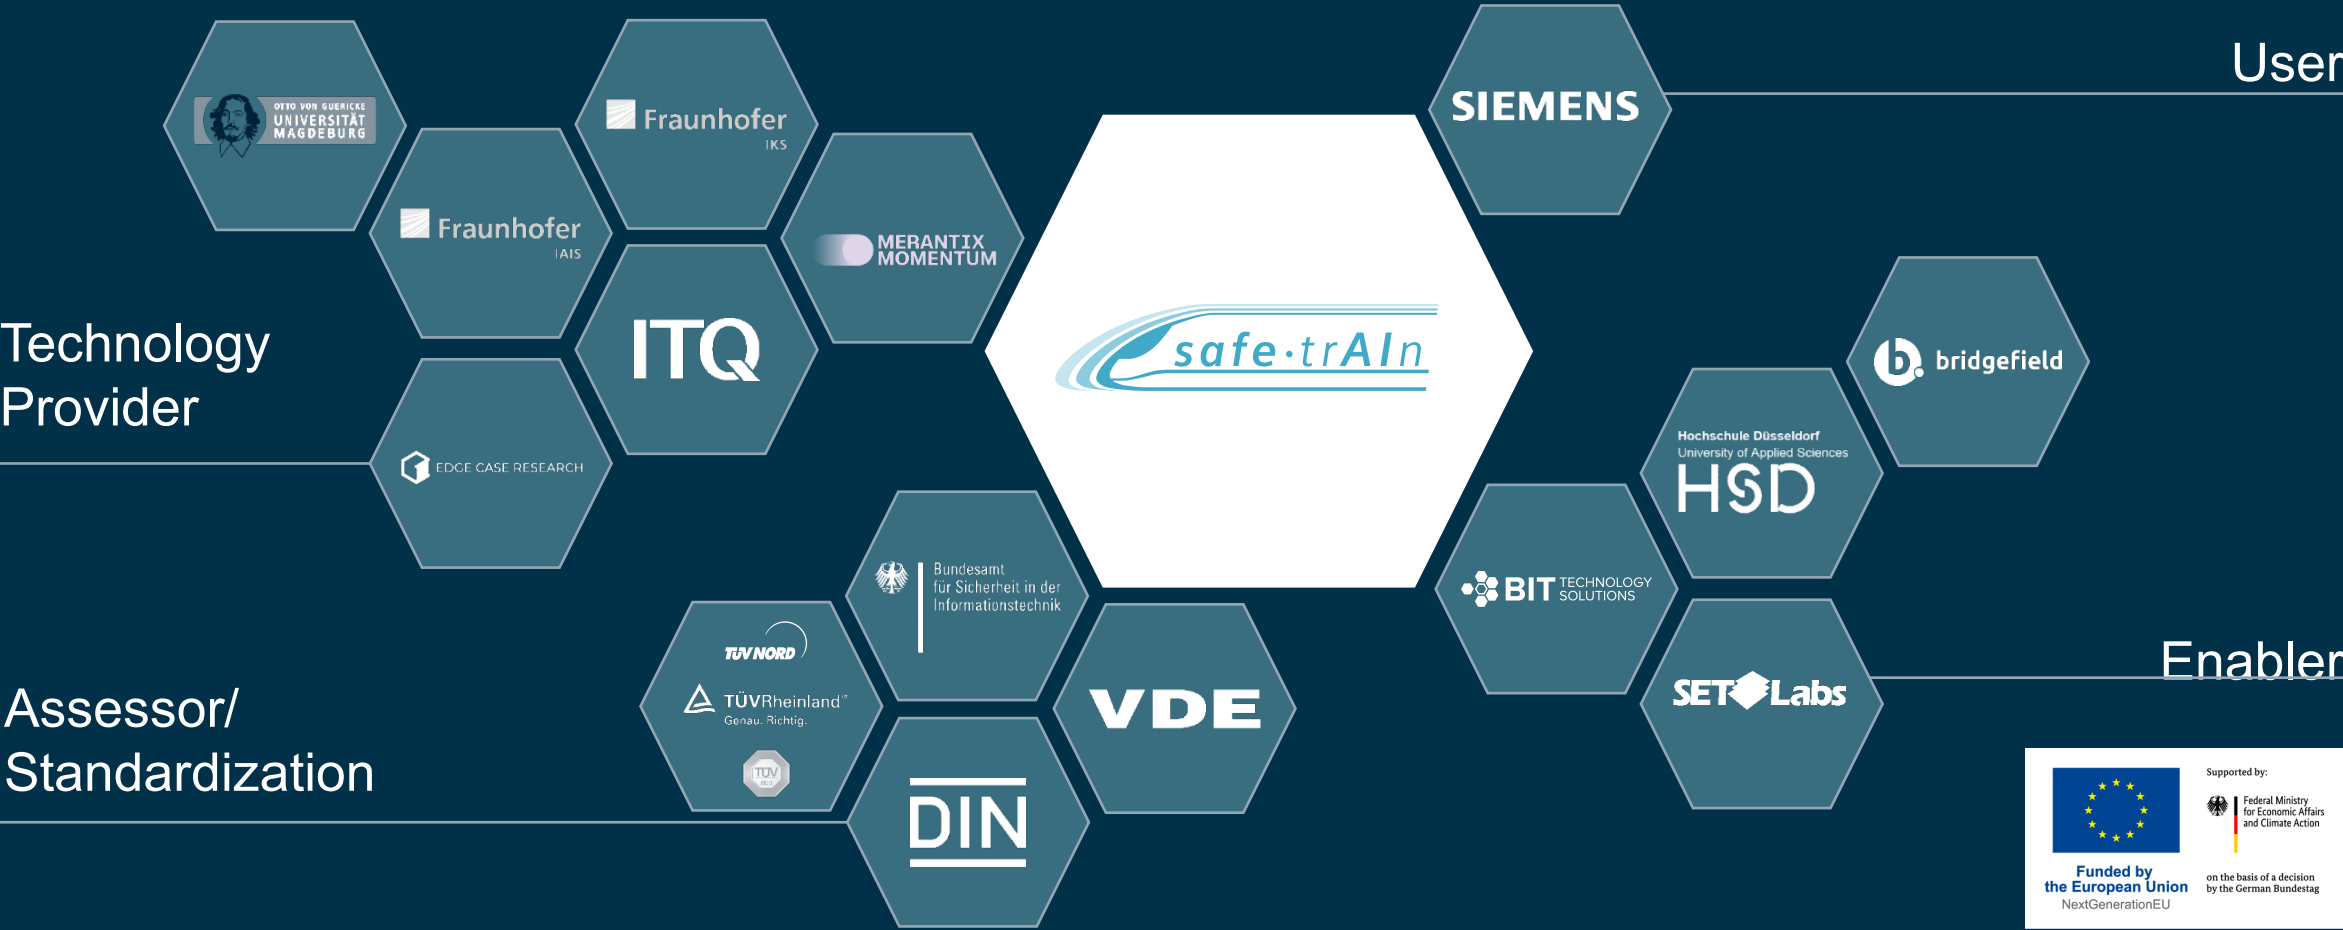 User
SIEMENS
OTTO VON GUERICKE
UNIVERSITÄT
MAGDEBURG
Fraunhofer
IKS
Fraunhofer
IAIS
MERANTIX
MOMENTUM
Technology
Provider
ITQ
EDGE CASE RESEARCH
safe·trAIn
bridgefield
Hochschule Düsseldorf
University of Applied Sciences
HSD
BIT TECHNOLOGY
SOLUTIONS
SET Labs
Enabler
Assessor/
Standardization
Bundesamt
für Sicherheit in der
Informationstechnik
TÜV NORD
TÜVRheinland
Genau. Richtig.
TÜV
VDE
DIN
Funded by
the European Union
NextGenerationEU
Supported by:
Federal Ministry
for Economic Affairs
and Climate Action
on the basis of a decision
by the German Bundestag